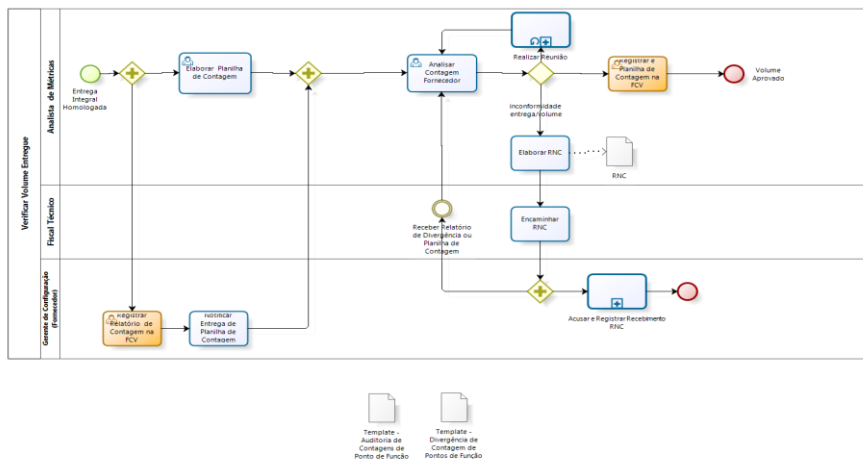 Verificar Volume Entregue
Analista de Métricas
Entrega
Integral
Homologada
Elaborar Planilha
de Contagem
Analisar
Contagem
Fornecedor
Realizar Reunião
Registrar e
Planilha de
Contagem na
FCV
Volume
Aprovado
Inconformidade
entrega/volume
Elaborar RNC
RNC
Fiscal Técnico
Receber Relatório
de Divergência ou
Planilha de
Contagem
Encaminhar
RNC
Gerente de Configuração
(Fornecedor)
Registrar
Relatório de
Contagem na
FCV
Notificar
Entrega de
Planilha de
Contagem
Acusar e Registrar Recebimento
RNC
Template -
Auditoria de
Contagens de
Ponto de Função
Template -
Divergência de
Contagem de
Pontos de Função